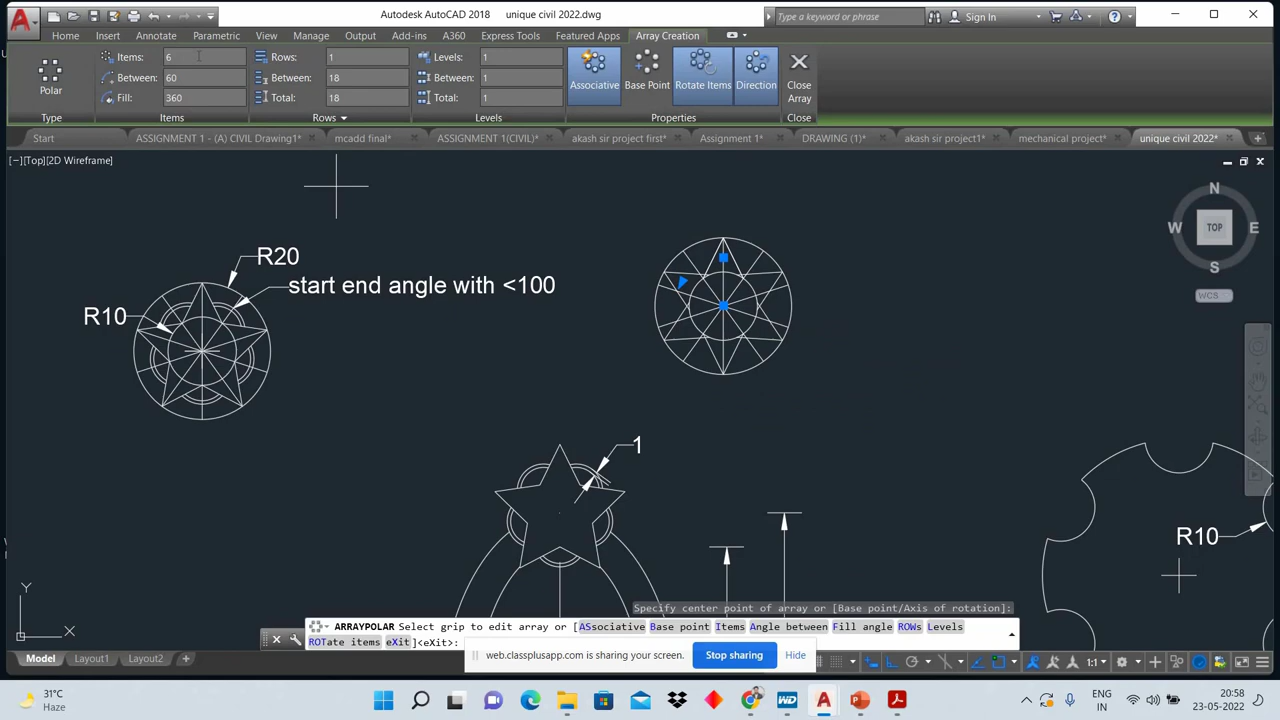 Autodesk AutoCAD 2018 unique civil 2022.dwg
Type a keyword or phrase
Sign In
Home Insert Annotate Parametric View Manage Output Add-ins A360 Express Tools Featured Apps Array Creation
Items: 6 Rows: 1 Levels: 1
Between: 60 Between: 18 Between: 1
Fill: 360 Total: 18 Total: 1
Polar Associative Base Point Rotate Items Direction Close Array
Type Items Rows Levels Properties Close
Start ASSIGNMENT 1 - (A) CIVIL Drawing1* mcadd final* ASSIGNMENT 1(CIVIL)* akash sir project first* Assignment 1* DRAWING (1)* akash sir project1* mechanical project* unique civil 2022*
[−][Top][2D Wireframe]
N
W TOP E
S
WCS
R20
start end angle with <100
R10
1
R10
Y
X
Specify center point of array or [Base point/Axis of rotation]:
ARRAYPOLAR Select grip to edit array or [ASsociative Base point Items Angle between Fill angle ROWs Levels
ROTate items eXit]<eXit>:
web.classplusapp.com is sharing your screen. Stop sharing Hide
Model Layout1 Layout2
1:1
31°C
Haze
WD
ENG
IN
20:58
23-05-2022